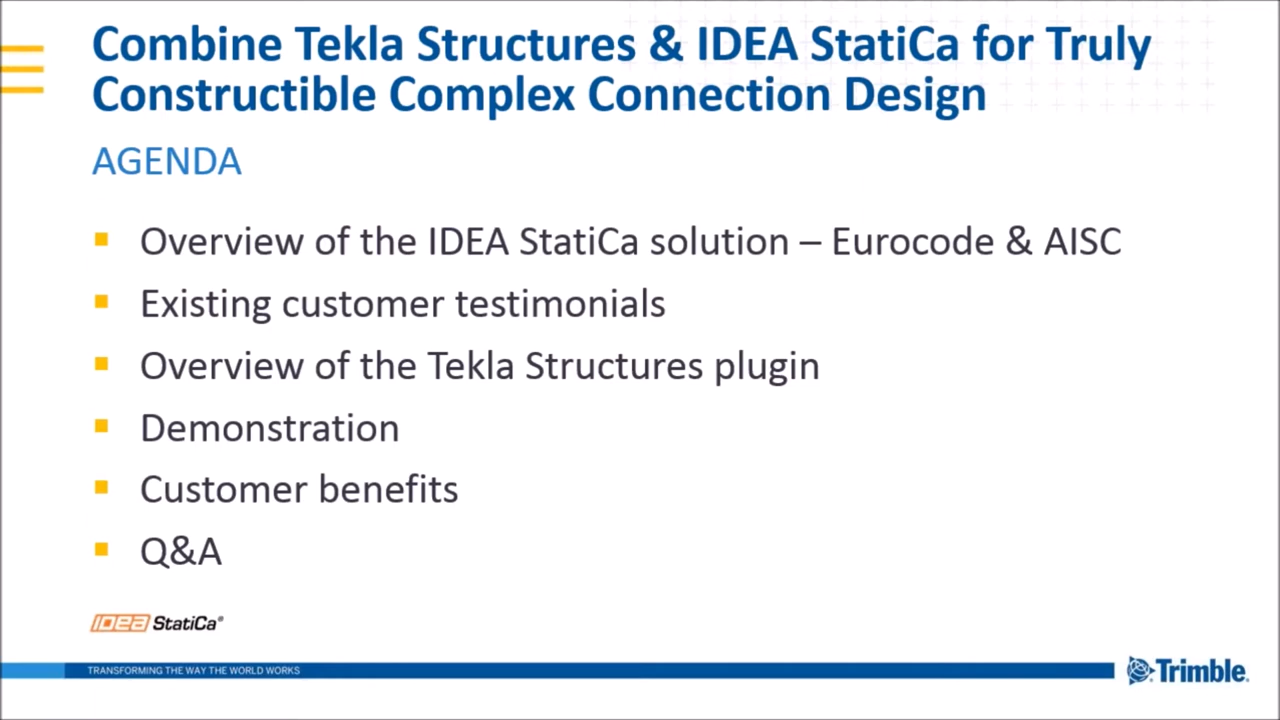 Combine Tekla Structures & IDEA StatiCa for Truly
Constructible Complex Connection Design
AGENDA
Overview of the IDEA StatiCa solution – Eurocode & AISC
Existing customer testimonials
Overview of the Tekla Structures plugin
Demonstration
Customer benefits
Q&A
IDEA StatiCa®
TRANSFORMING THE WAY THE WORLD WORKS
Trimble.